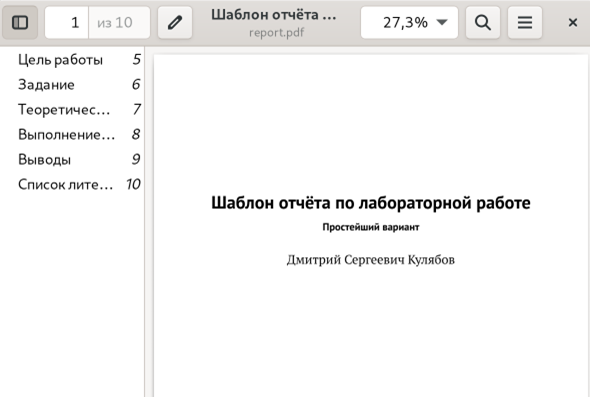 1 из 10 Шаблон отчёта ... 27,3%
report.pdf
Цель работы 5
Задание 6
Теоретичес... 7
Выполнение... 8
Выводы 9
Список лите... 10
Шаблон отчёта по лабораторной работе
Простейший вариант
Дмитрий Сергеевич Кулябов